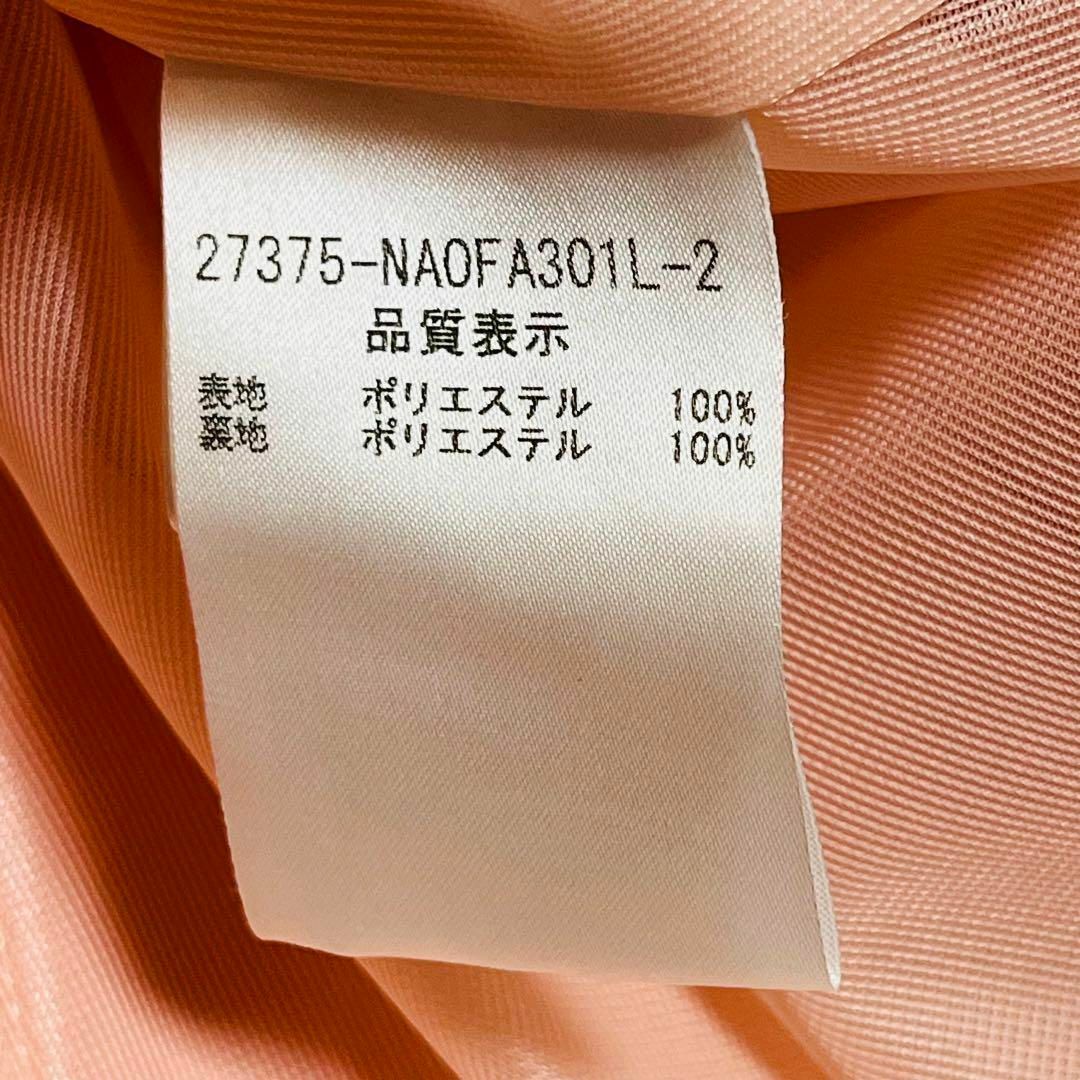 27375-NAOFA301L-2
品質表示
表地 ポリエステル 100%
裏地 ポリエステル 100%